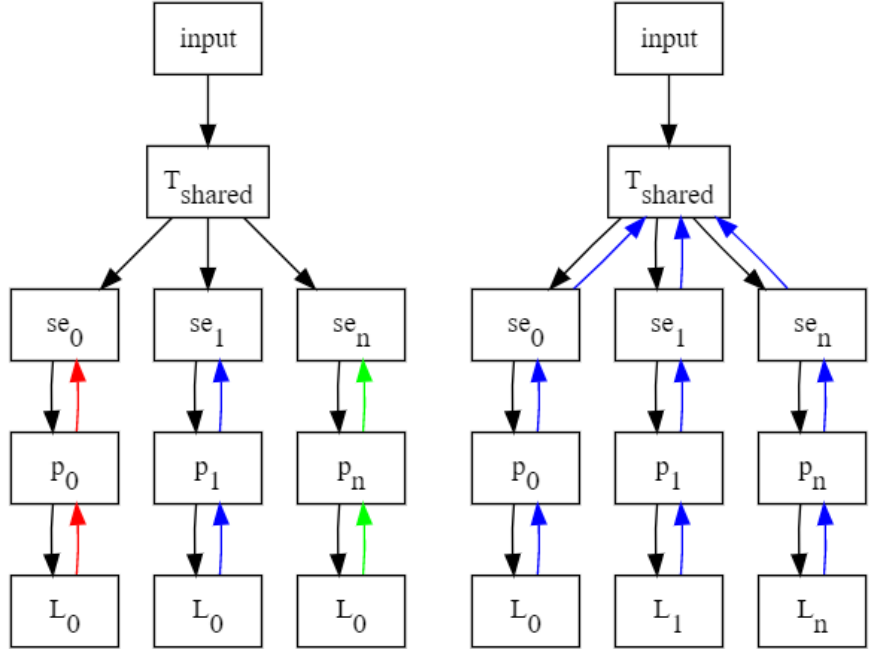 input input
T_shared T_shared
se_0 se_1 se_n se_0 se_1 se_n
p_0 p_1 p_n p_0 p_1 p_n
L_0 L_0 L_0 L_0 L_1 L_n